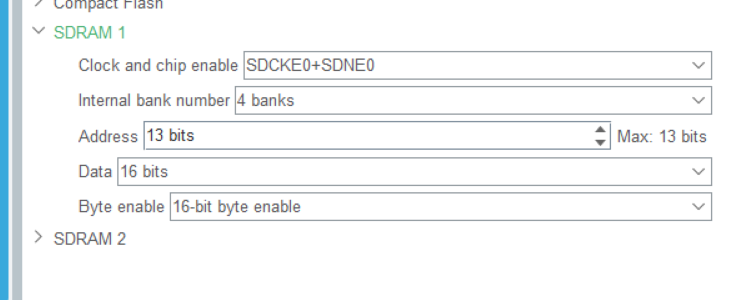 Compact Flash
SDRAM 1
Clock and chip enable SDCKE0+SDNE0
Internal bank number 4 banks
Address 13 bits Max: 13 bits
Data 16 bits
Byte enable 16-bit byte enable
SDRAM 2